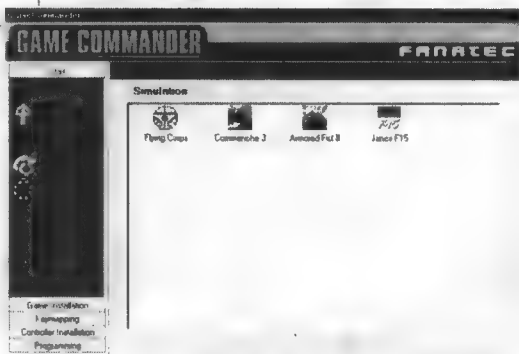 GAME COMMANDER
FANATEC
Simulation
Flying Corps
Commanche 3
Armored Fist II
Janes F15
Game Installation
Keymapping
Controller Installation
Programming